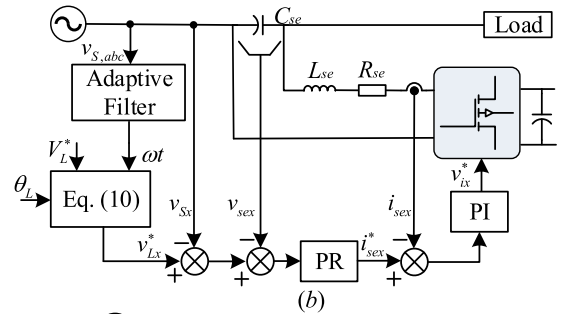 C_se
Load
v_S,abc
L_se
R_se
Adaptive
Filter
V_L^*
ωt
v_ix^*
θ_L
Eq. (10)
v_Sx
v_sex
i_sex
PI
v_Lx^*
−
−
i_sex^*
−
+
+
PR
+
(b)